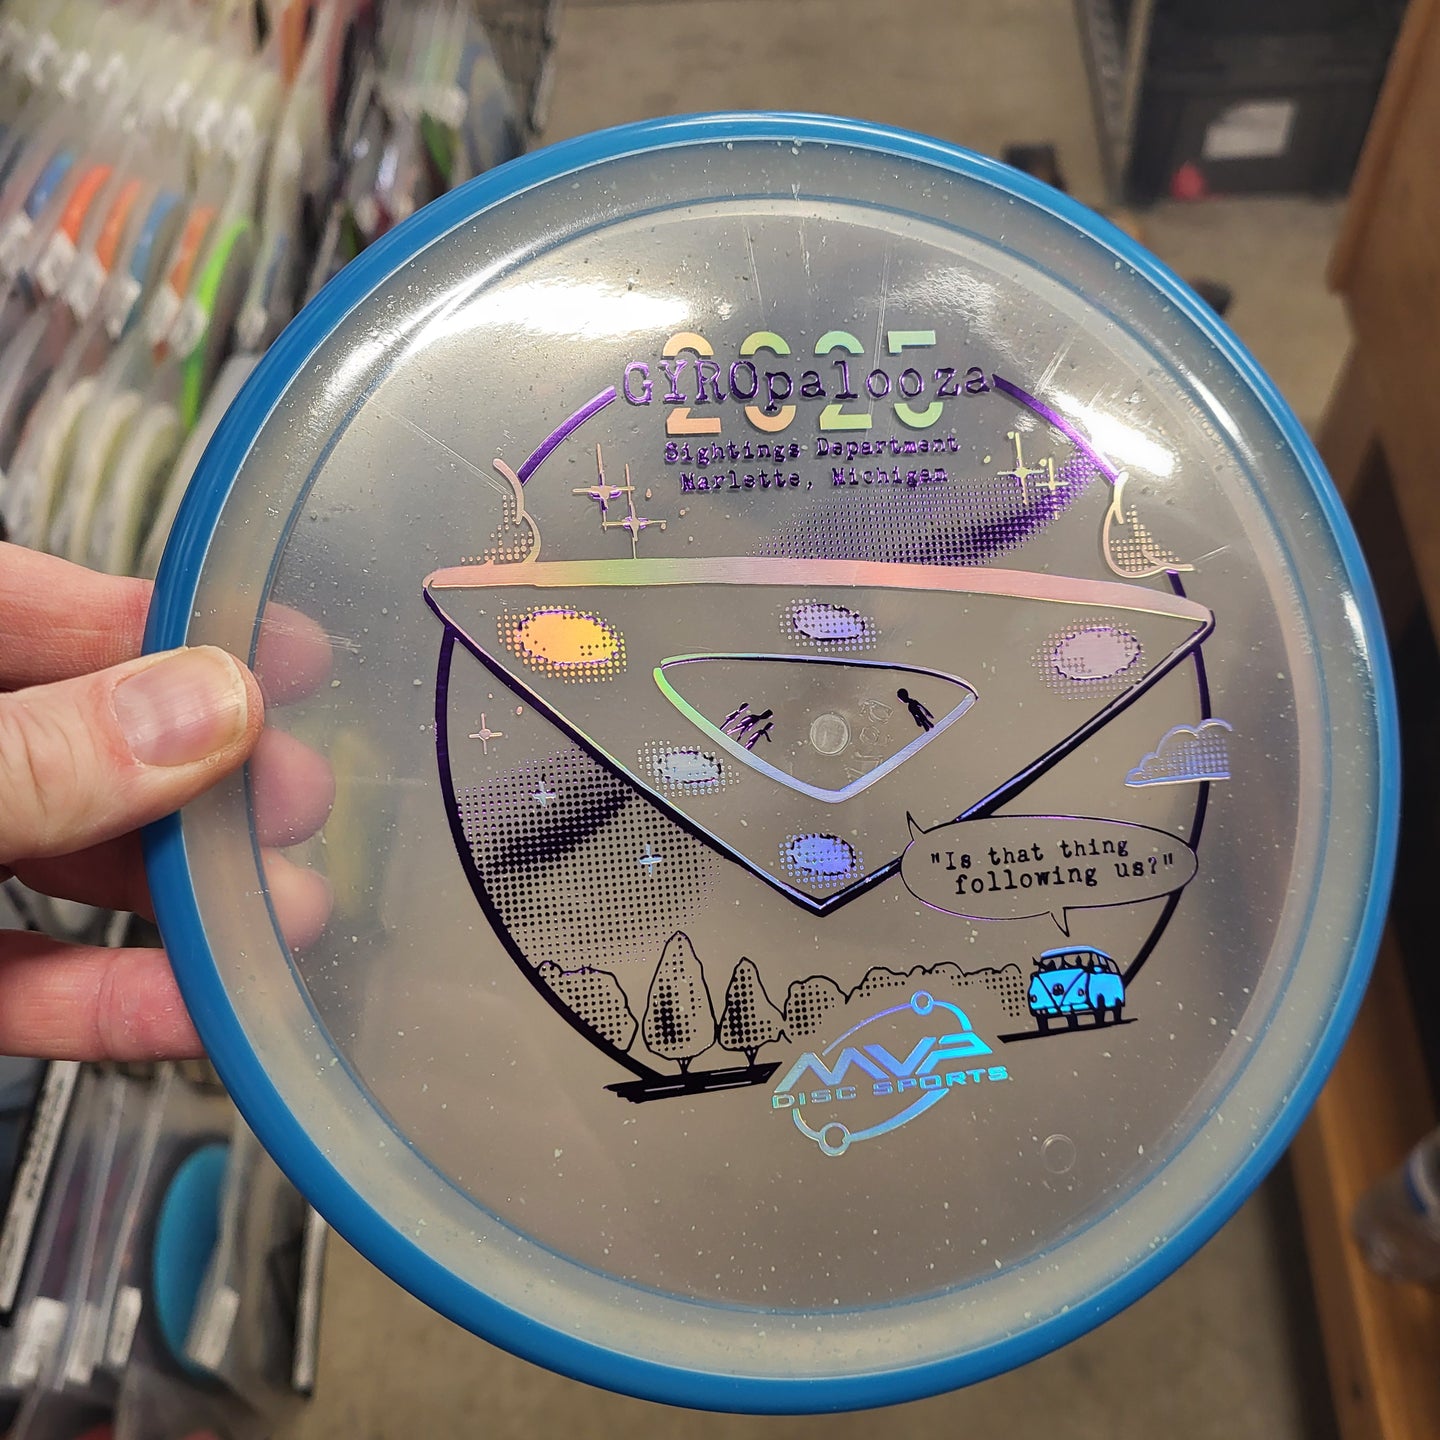 2025
GYROpalooza
Sightings Department
Marlette, Michigan
"Is that thing
following us?"
MVP
DISC SPORTS